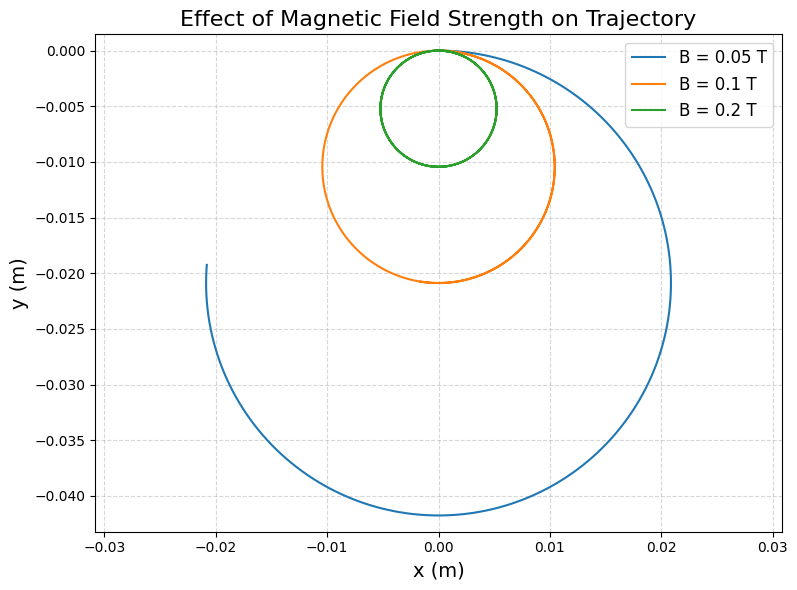 Effect of Magnetic Field Strength on Trajectory
B = 0.05 T
B = 0.1 T
B = 0.2 T
y (m)
0.000
−0.005
−0.010
−0.015
−0.020
−0.025
−0.030
−0.035
−0.040
−0.03
−0.02
−0.01
0.00
0.01
0.02
0.03
x (m)